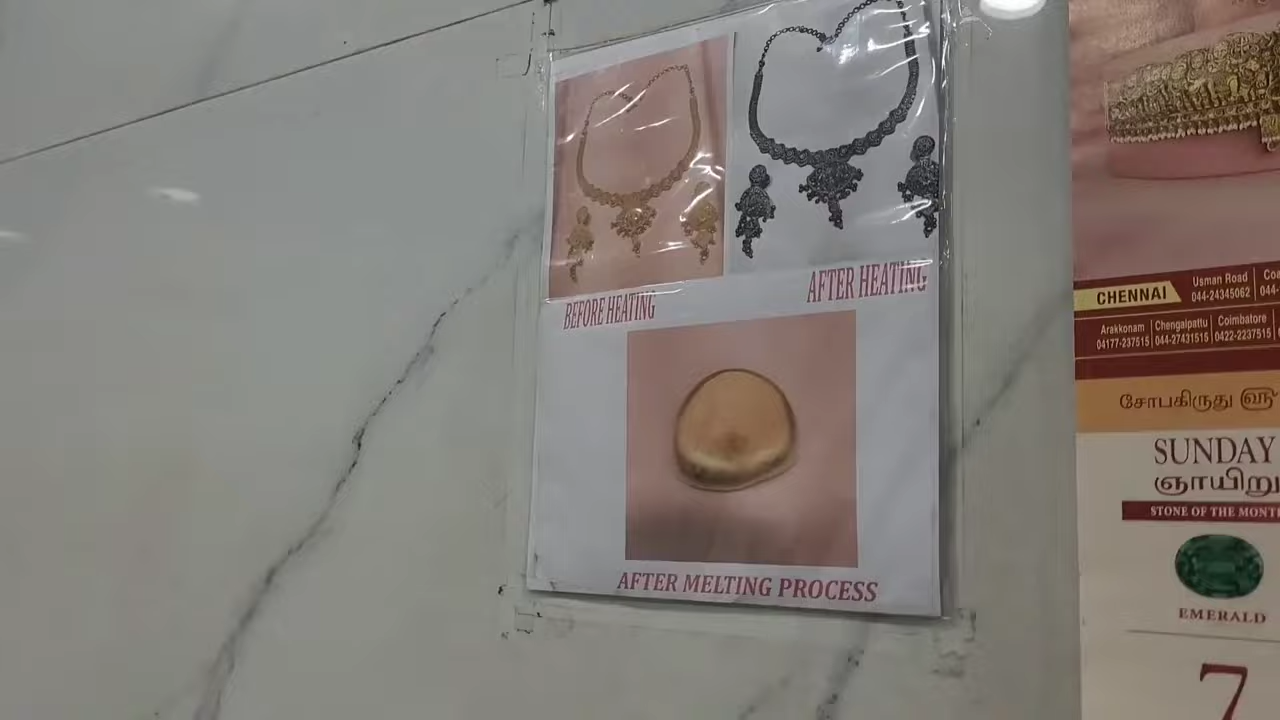 BEFORE HEATING
AFTER HEATING
AFTER MELTING PROCESS
CHENNAI
Usman Road
044-24345062
Arakkonam
04177-237515
Chengalpattu
044-27431515
Coimbatore
0422-2237515
சோபகிருது
SUNDAY
ஞாயிறு
STONE OF THE MONTH
EMERALD
7